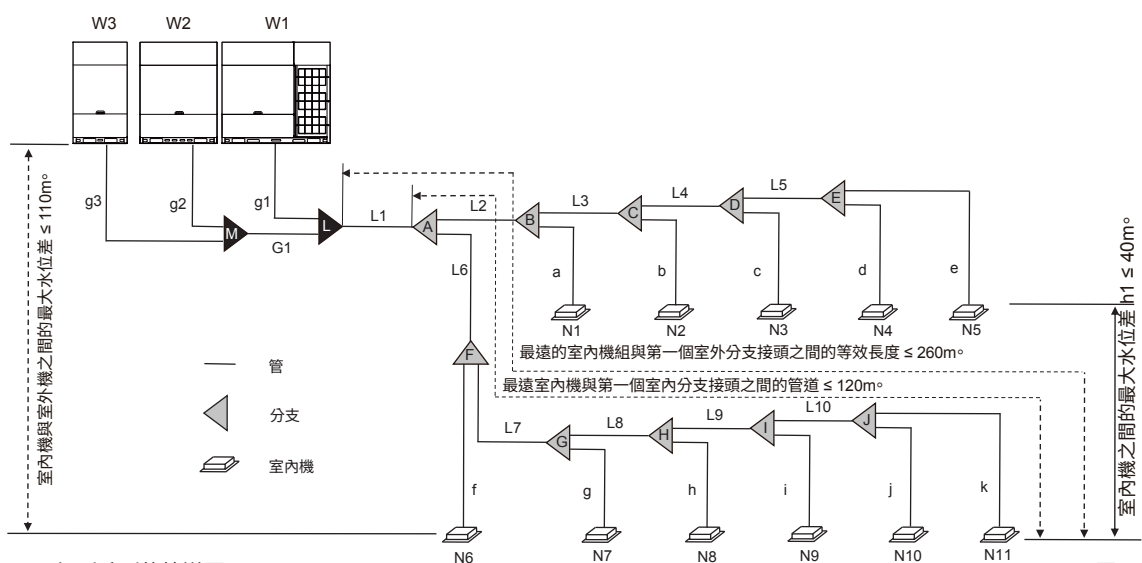 W3
W2
W1
g3
g2
g1
M
L
G1
L1
A
L2
B
L3
C
L4
D
L5
E
L6
a
b
c
d
e
N1
N2
N3
N4
N5
F
最遠的室內機組與第一個室外分支接頭之間的等效長度 ≤ 260m。
最遠室內機與第一個室內分支接頭之間的管道 ≤ 120m。
管
分支
室內機
L7
G
L8
H
L9
I
L10
J
f
g
h
i
j
k
N6
N7
N8
N9
N10
N11
室內機與室外機之間的最大水位差 ≤ 110m。
室內機之間的最大水位差 h1 ≤ 40m。